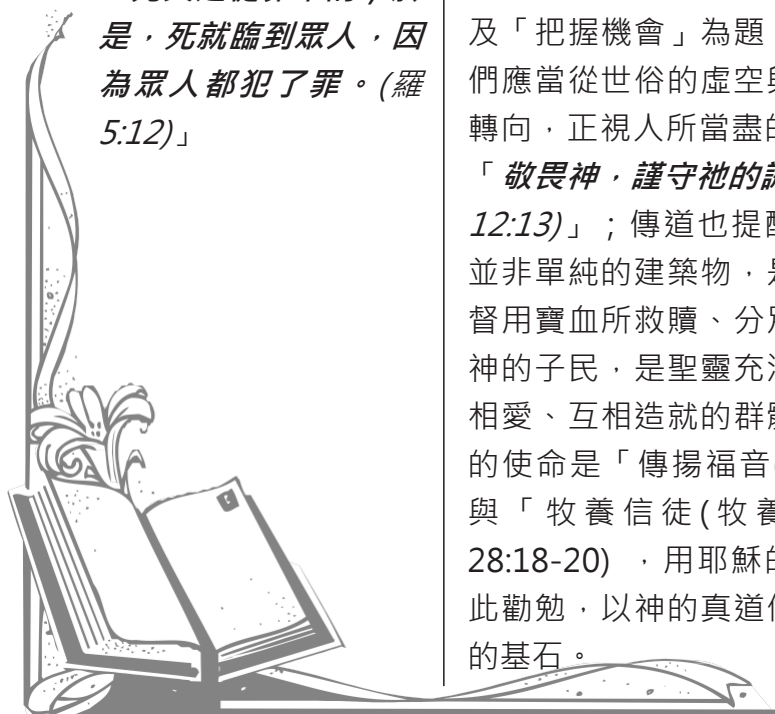 是，死就臨到眾人，因
為眾人都犯了罪。(羅
5:12)」
及「把握機會」為題
們應當從世俗的虛空與
轉向，正視人所當盡的
「敬畏神，謹守祂的誡
12:13)」；傳道也提醒
並非單純的建築物，是
督用寶血所救贖、分別
神的子民，是聖靈充滿
相愛、互相造就的群體
的使命是「傳揚福音(
與「牧養信徒(牧養
28:18-20) ，用耶穌的
此勸勉，以神的真道
的基石。